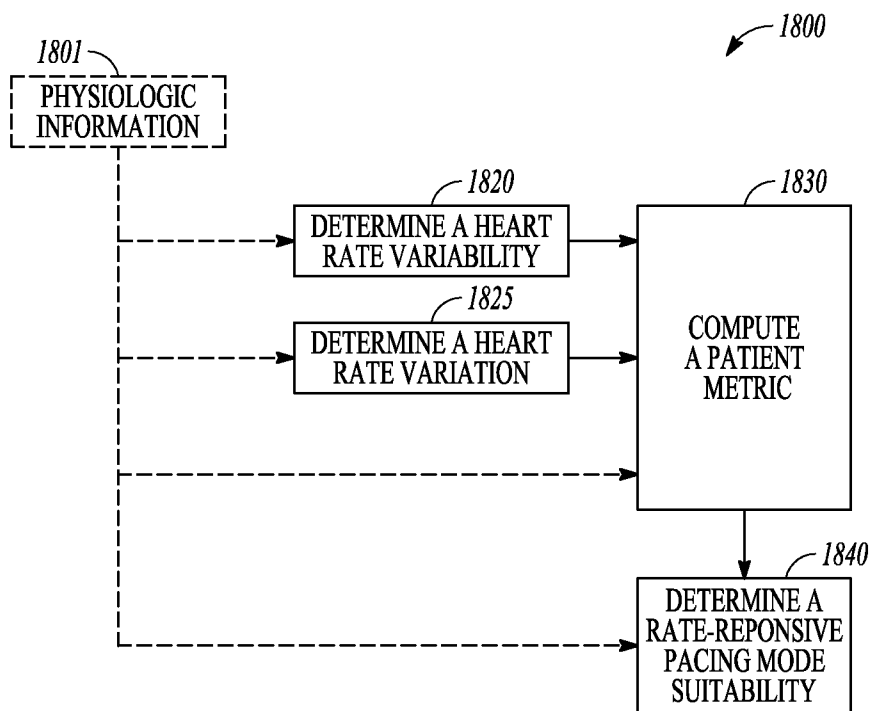 1800
1801
PHYSIOLOGIC
INFORMATION
1820
DETERMINE A HEART
RATE VARIABILITY
1825
DETERMINE A HEART
RATE VARIATION
1830
COMPUTE
A PATIENT
METRIC
1840
DETERMINE A
RATE-REPONSIVE
PACING MODE
SUITABILITY